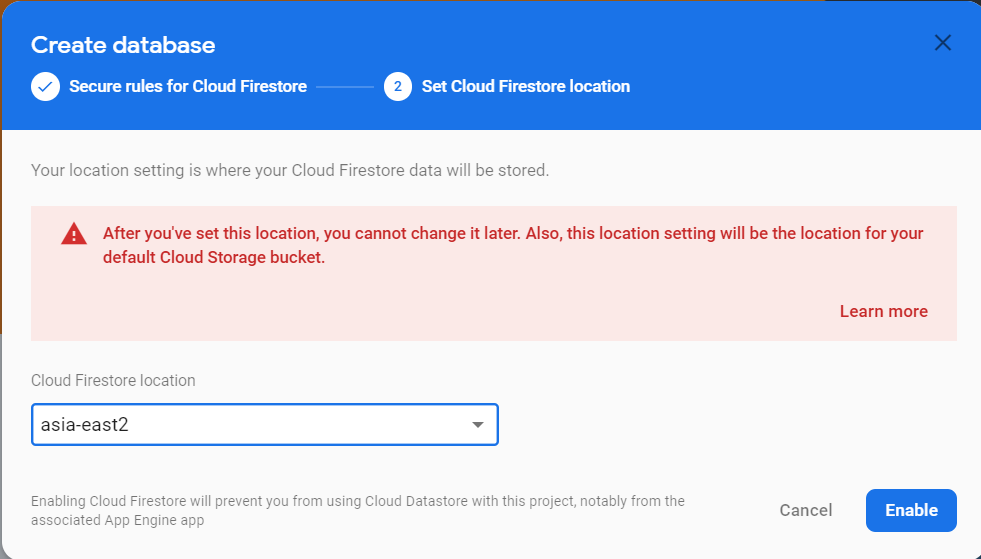 Create database
Secure rules for Cloud Firestore
2 Set Cloud Firestore location
Your location setting is where your Cloud Firestore data will be stored.
After you've set this location, you cannot change it later. Also, this location setting will be the location for your
default Cloud Storage bucket.
Learn more
Cloud Firestore location
asia-east2
Enabling Cloud Firestore will prevent you from using Cloud Datastore with this project, notably from the
associated App Engine app
Cancel
Enable